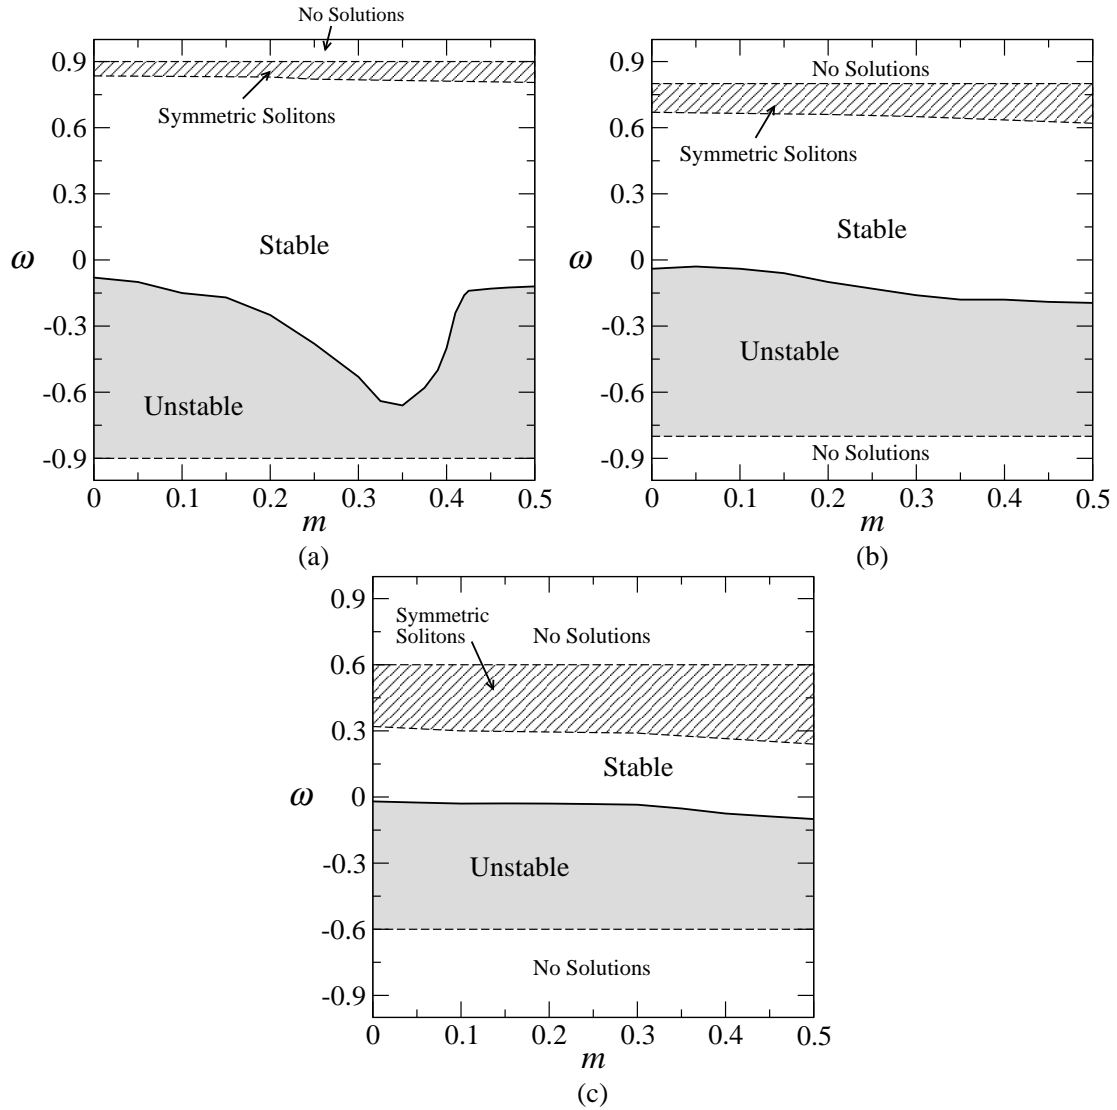 No Solutions
0.9
0.6
0.3
0
-0.3
-0.6
-0.9
ω
Symmetric Solitons
Stable
Unstable
0 0.1 0.2 0.3 0.4 0.5
m
(a)
0.9
0.6
0.3
0
-0.3
-0.6
-0.9
ω
No Solutions
Symmetric Solitons
Stable
Unstable
No Solutions
0 0.1 0.2 0.3 0.4 0.5
m
(b)
0.9
0.6
0.3
0
-0.3
-0.6
-0.9
ω
Symmetric
Solitons
No Solutions
Stable
Unstable
No Solutions
0 0.1 0.2 0.3 0.4 0.5
m
(c)